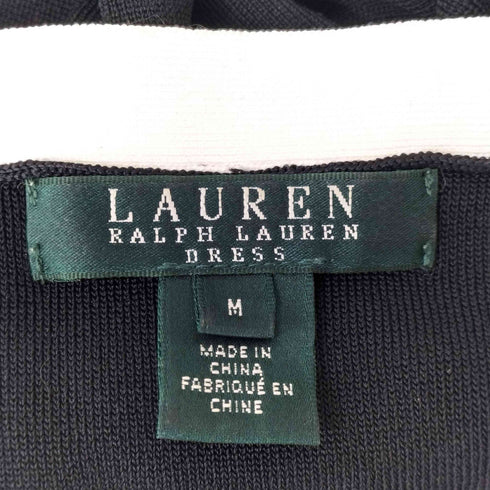 LAUREN
RALPH LAUREN
DRESS
M
MADE IN
CHINA
FABRIQUÉ EN
CHINE